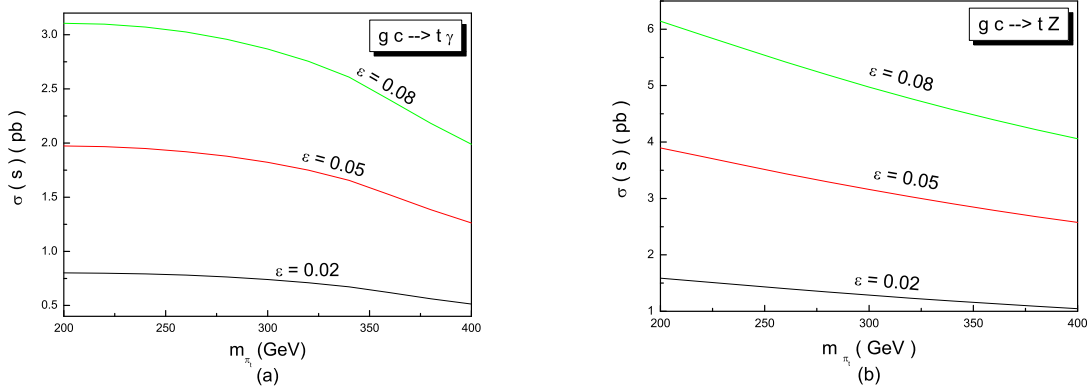 g c --> t γ
3.0
2.5
2.0
1.5
1.0
0.5
σ ( s ) ( pb )
ε = 0.08
ε = 0.05
ε = 0.02
200 250 300 350 400
m_{π_t} (GeV)
(a)
g c --> t Z
6
5
4
3
2
1
σ ( s ) ( pb )
ε = 0.08
ε = 0.05
ε = 0.02
200 250 300 350 400
m_{π_t} ( GeV )
(b)